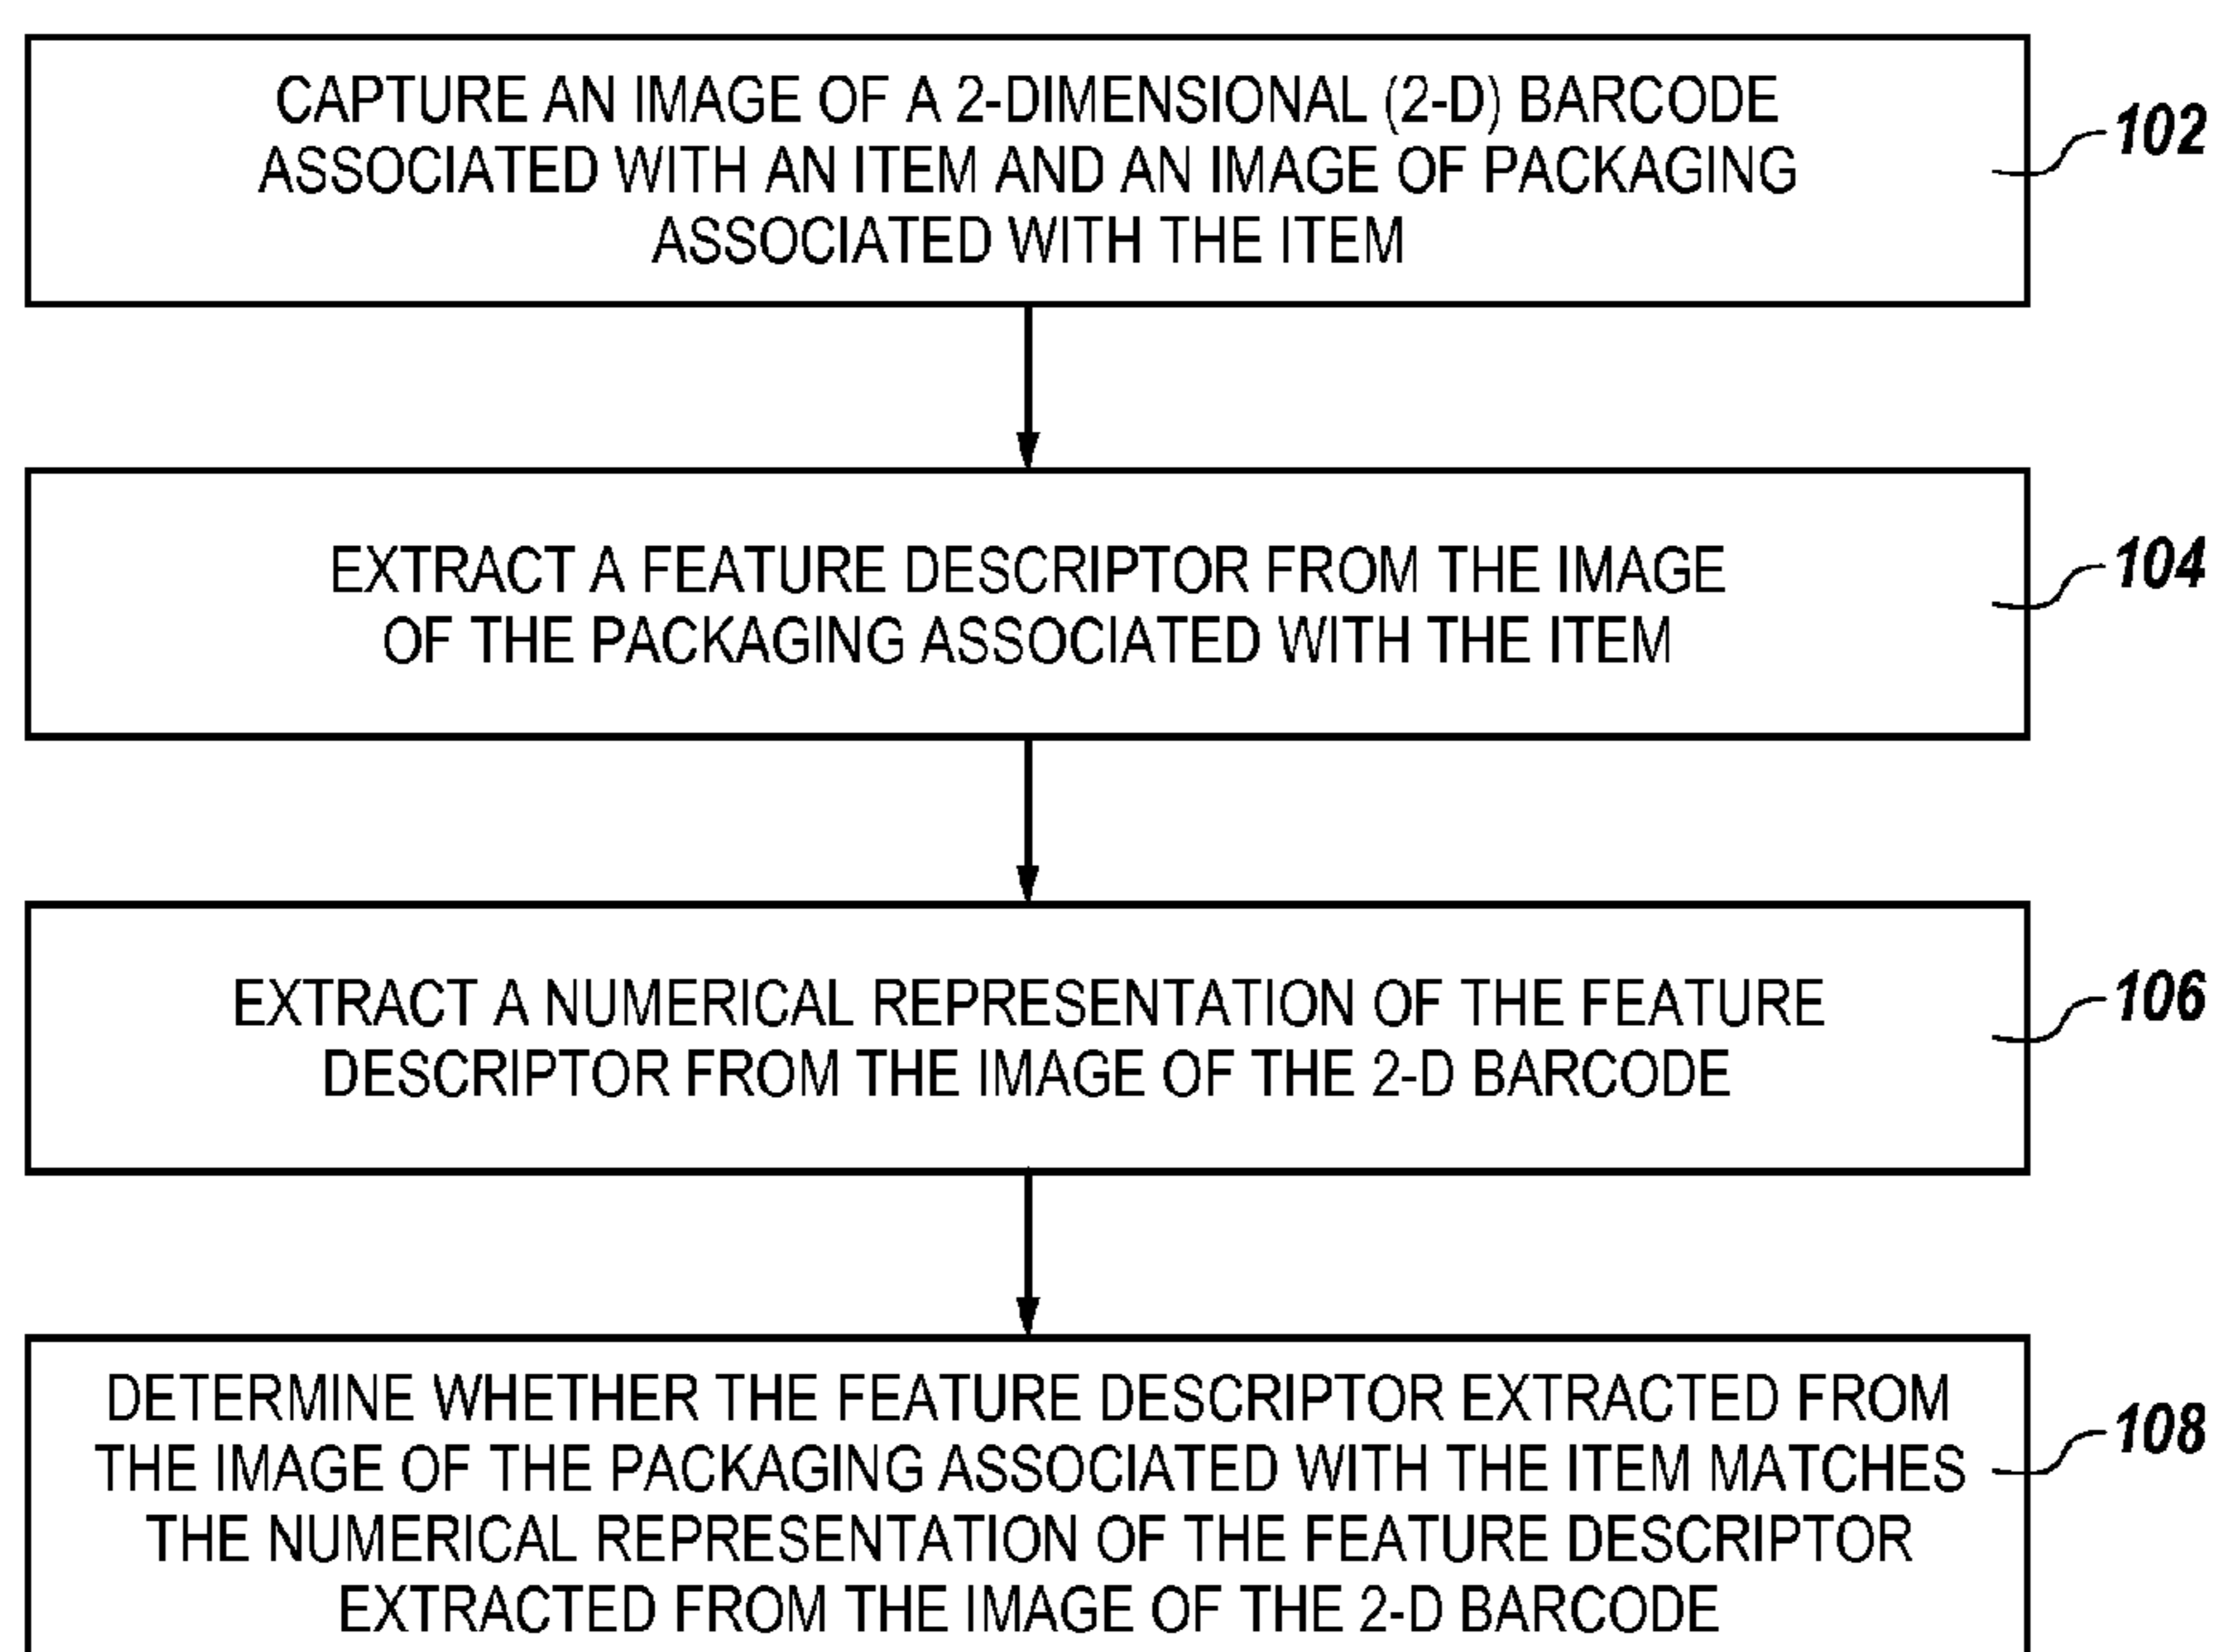 CAPTURE AN IMAGE OF A 2-DIMENSIONAL (2-D) BARCODE
ASSOCIATED WITH AN ITEM AND AN IMAGE OF PACKAGING
ASSOCIATED WITH THE ITEM
102
EXTRACT A FEATURE DESCRIPTOR FROM THE IMAGE
OF THE PACKAGING ASSOCIATED WITH THE ITEM
104
EXTRACT A NUMERICAL REPRESENTATION OF THE FEATURE
DESCRIPTOR FROM THE IMAGE OF THE 2-D BARCODE
106
DETERMINE WHETHER THE FEATURE DESCRIPTOR EXTRACTED FROM
THE IMAGE OF THE PACKAGING ASSOCIATED WITH THE ITEM MATCHES
THE NUMERICAL REPRESENTATION OF THE FEATURE DESCRIPTOR
EXTRACTED FROM THE IMAGE OF THE 2-D BARCODE
108